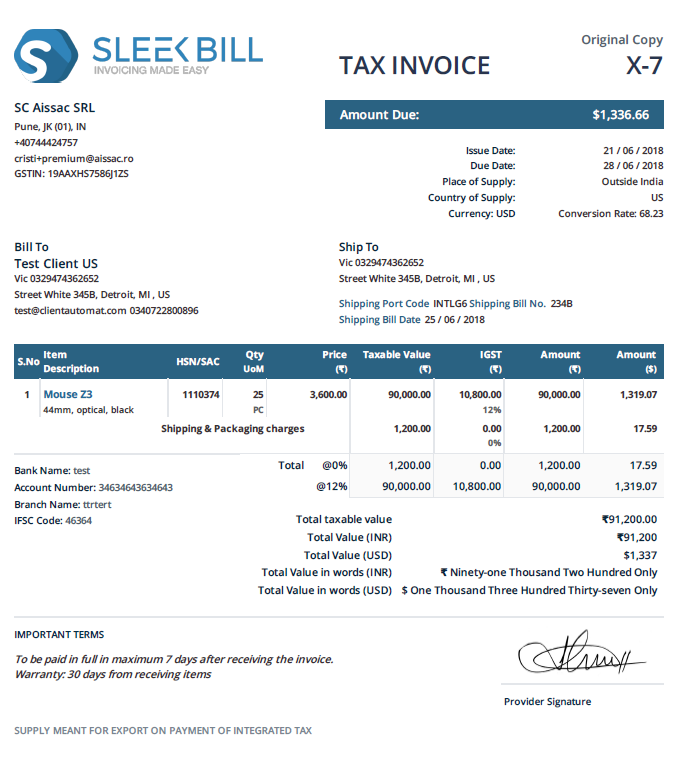 SLEEKBILL
INVOICING MADE EASY
Original Copy
TAX INVOICE X-7
SC Aissac SRL
Pune, JK (01), IN
+40744424757
cristi+premium@aissac.ro
GSTIN: 19AAXHS7586J1ZS
Amount Due: $1,336.66
Issue Date: 21 / 06 / 2018
Due Date: 28 / 06 / 2018
Place of Supply: Outside India
Country of Supply: US
Currency: USD Conversion Rate: 68.23
Bill To
Test Client US
Vic 0329474362652
Street White 345B, Detroit, MI , US
test@clientautomat.com 0340722800896
Ship To
Vic 0329474362652
Street White 345B, Detroit, MI , US
Shipping Port Code INTLG6 Shipping Bill No. 234B
Shipping Bill Date 25 / 06 / 2018
S.No Item Description HSN/SAC Qty UoM Price (₹) Taxable Value (₹) IGST (₹) Amount (₹) Amount ($)
1 Mouse Z3 1110374 25 3,600.00 90,000.00 10,800.00 90,000.00 1,319.07
44mm, optical, black PC 12%
Shipping & Packaging charges 1,200.00 0.00 1,200.00 17.59
0%
Total @0% 1,200.00 0.00 1,200.00 17.59
@12% 90,000.00 10,800.00 90,000.00 1,319.07
Bank Name: test
Account Number: 34634643634643
Branch Name: ttrtert
IFSC Code: 46364
Total taxable value ₹91,200.00
Total Value (INR) ₹91,200
Total Value (USD) $1,337
Total Value in words (INR) ₹ Ninety-one Thousand Two Hundred Only
Total Value in words (USD) $ One Thousand Three Hundred Thirty-seven Only
IMPORTANT TERMS
To be paid in full in maximum 7 days after receiving the invoice.
Warranty: 30 days from receiving items
Provider Signature
SUPPLY MEANT FOR EXPORT ON PAYMENT OF INTEGRATED TAX